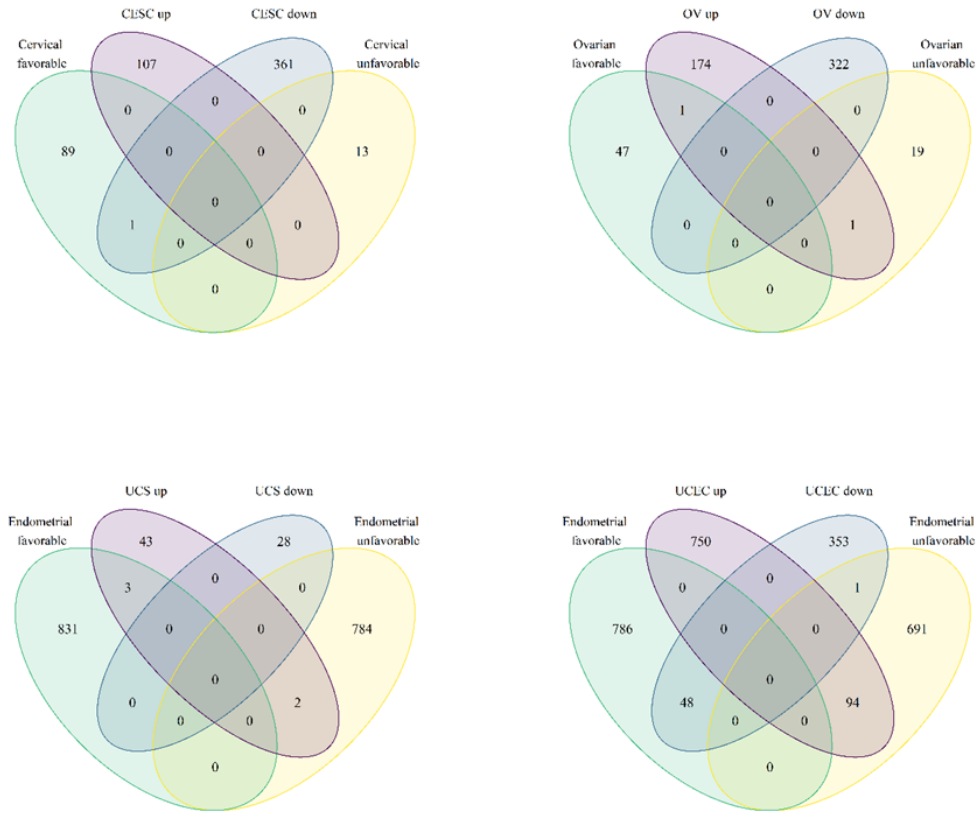 CESC up
CESC down
Cervical
favorable
Cervical
unfavorable
107
361
0
0
0
89
0
0
13
0
1
0
0
0
0
0
OV up
OV down
Ovarian
favorable
Ovarian
unfavorable
174
322
1
0
0
47
0
0
19
0
0
1
0
0
0
UCS up
UCS down
Endometrial
favorable
Endometrial
unfavorable
43
28
3
0
0
831
0
0
784
0
0
2
0
0
0
UCEC up
UCEC down
Endometrial
favorable
Endometrial
unfavorable
750
353
0
0
1
786
0
0
691
0
48
94
0
0
0